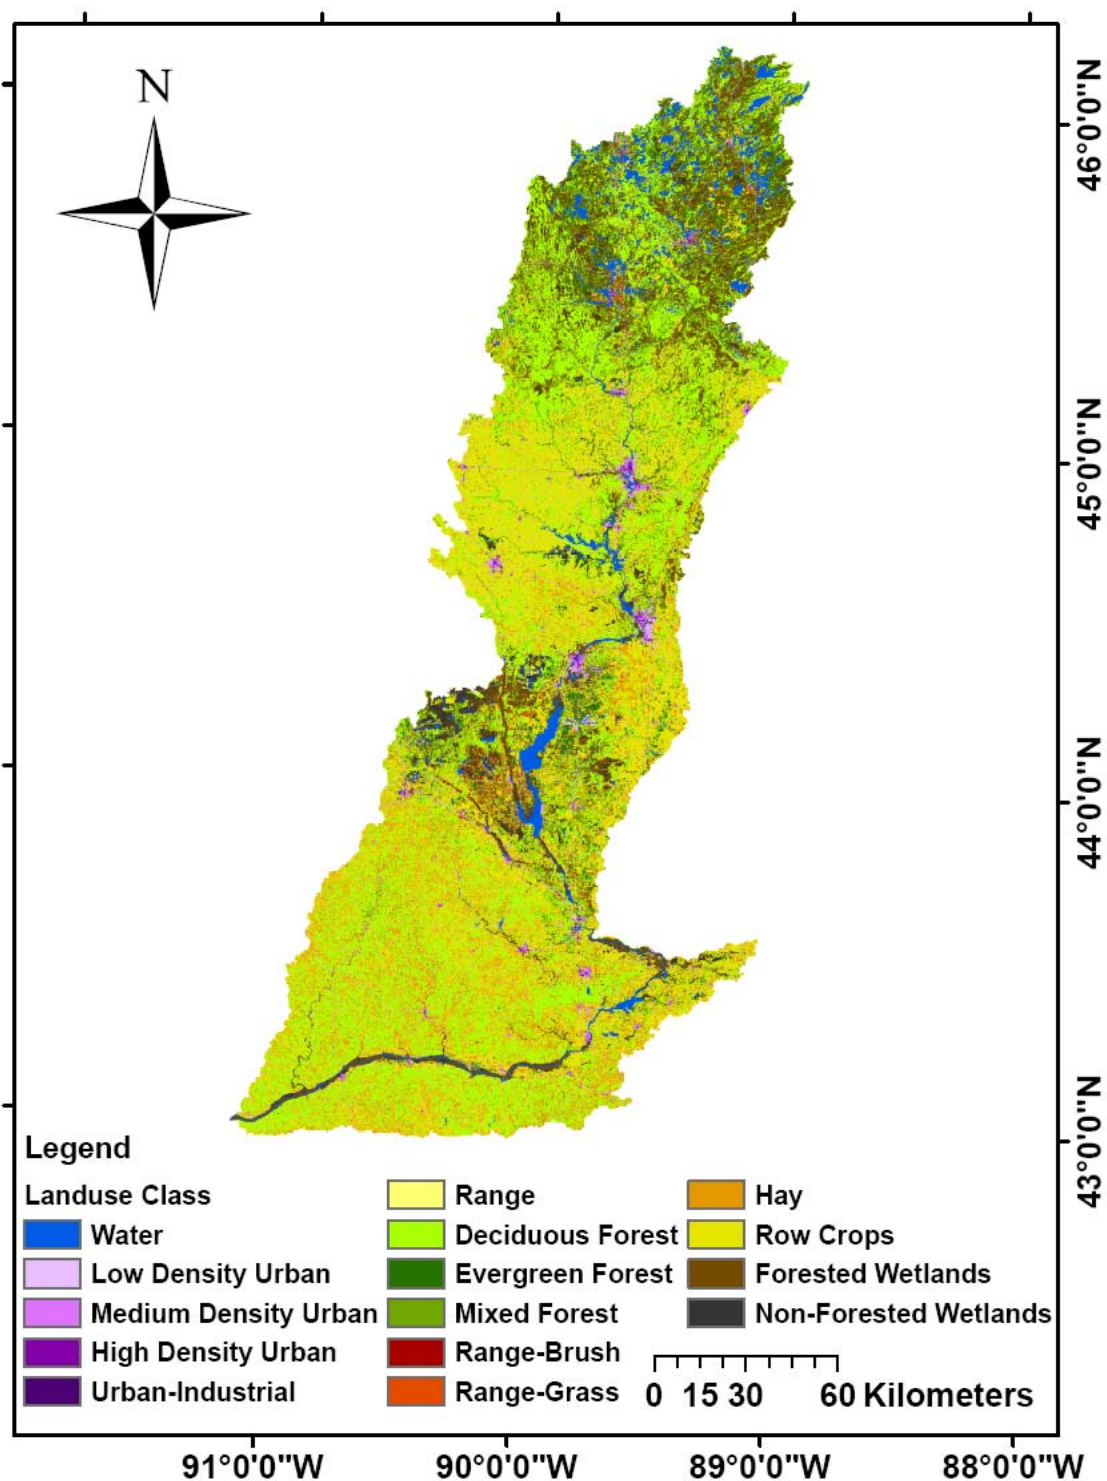 N
46°0'0"N
45°0'0"N
44°0'0"N
43°0'0"N
Legend
Landuse Class
Water
Low Density Urban
Medium Density Urban
High Density Urban
Urban-Industrial
Range
Deciduous Forest
Evergreen Forest
Mixed Forest
Range-Brush
Range-Grass
Hay
Row Crops
Forested Wetlands
Non-Forested Wetlands
0 15 30 60 Kilometers
91°0'0"W 90°0'0"W 89°0'0"W 88°0'0"W